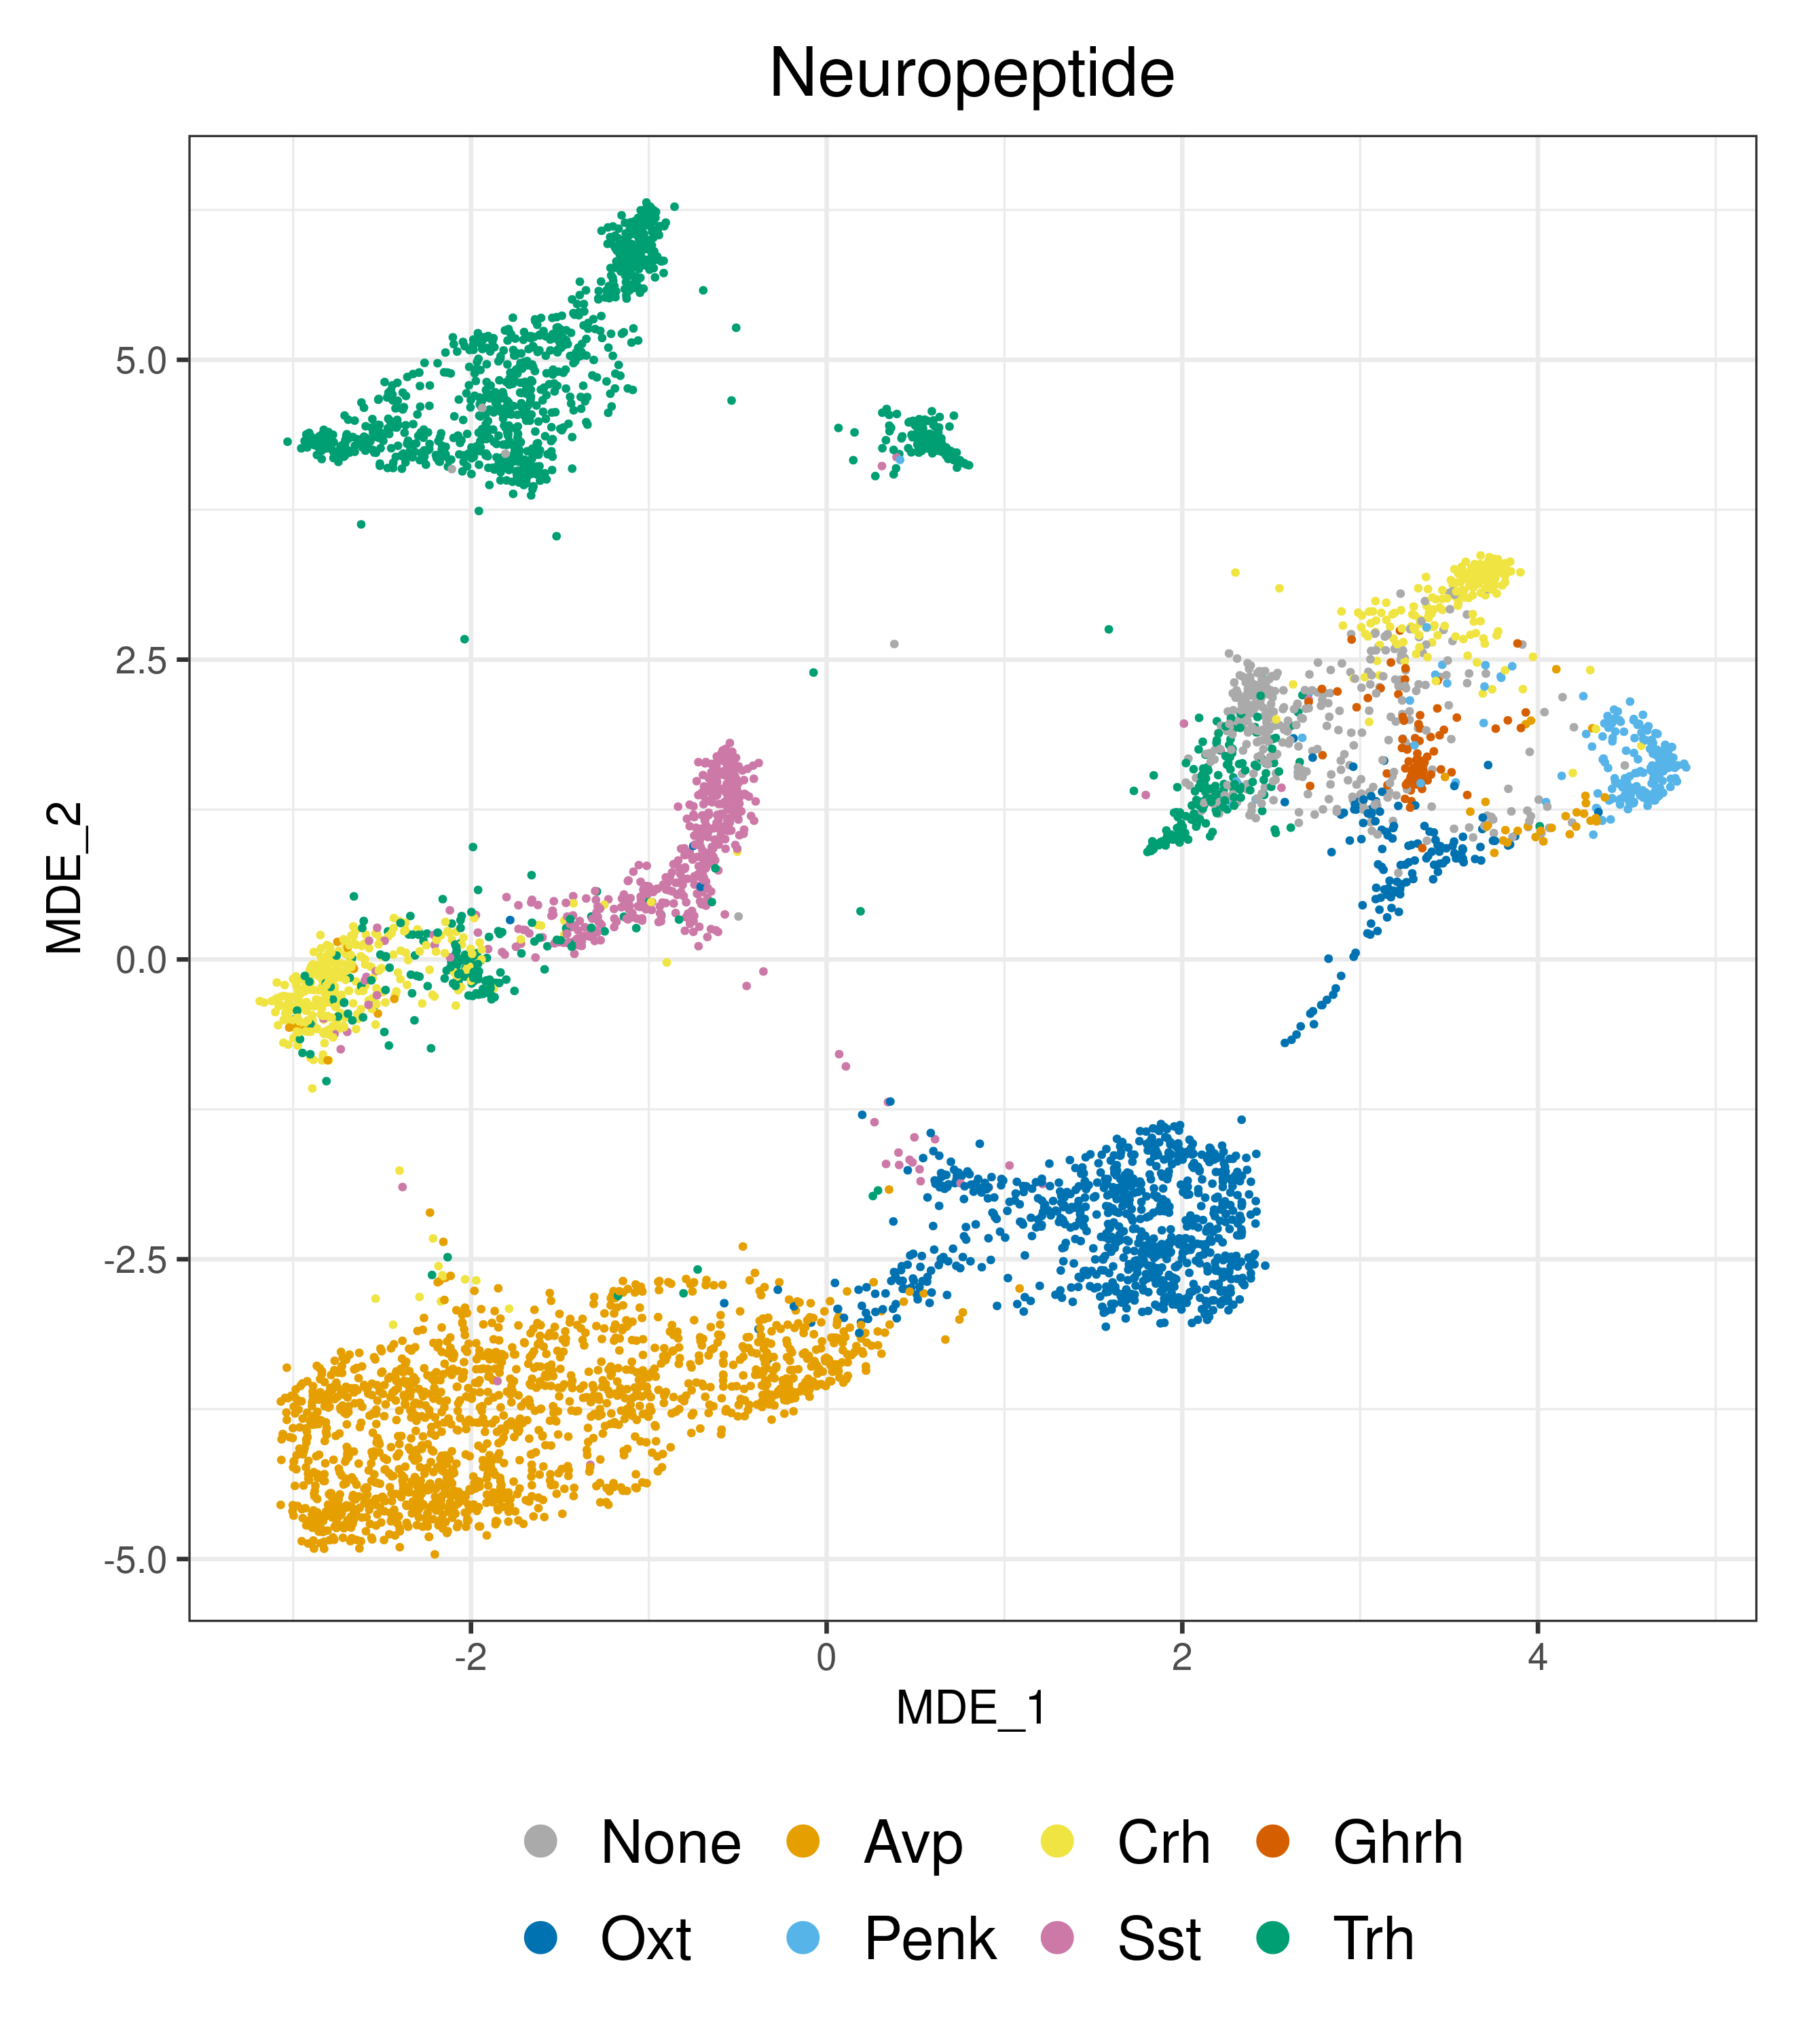 Neuropeptide
5.0
2.5
0.0
-2.5
-5.0
MDE_2
-2 0 2 4
MDE_1
None Avp Crh Ghrh
Oxt Penk Sst Trh